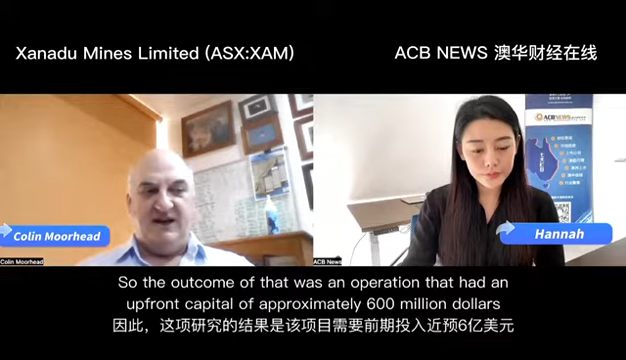 Xanadu Mines Limited (ASX:XAM)
ACB NEWS 澳华财经在线
ACB NEWS
Colin Moorhead
Hannah
Colin Moorhead
ACB News
So the outcome of that was an operation that had an
upfront capital of approximately 600 million dollars
因此，这项研究的结果是该项目需要前期投入近预6亿美元